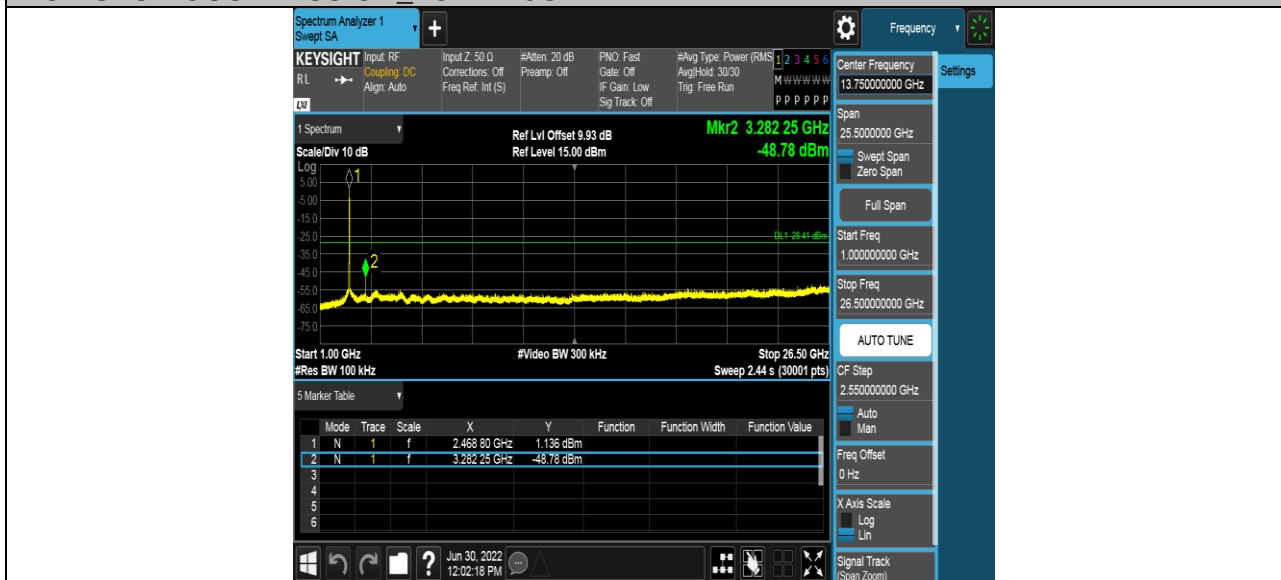 Spectrum Analyzer 1
Swept SA
+
Frequency
KEYSIGHT
RL
LXI
Input: RF
Coupling: DC
Align: Auto
Input Z: 50 Ω
Corrections: Off
Freq Ref: Int (S)
#Atten: 20 dB
Preamp: Off
PNO: Fast
Gate: Off
IF Gain: Low
Sig Track: Off
#Avg Type: Power (RMS
Avg|Hold: 30/30
Trig: Free Run
1 2 3 4 5 6
M W W W W W
P P P P P P
1 Spectrum
Scale/Div 10 dB
Ref Lvl Offset 9.93 dB
Ref Level 15.00 dBm
Mkr2 3.282 25 GHz
-48.78 dBm
Log
5.00
-5.00
-15.0
-25.0
-35.0
-45.0
-55.0
-65.0
-75.0
1
2
DL1 -28.41 dBm
Start 1.00 GHz
#Video BW 300 kHz
Stop 26.50 GHz
#Res BW 100 kHz
Sweep 2.44 s (30001 pts)
5 Marker Table
Mode Trace Scale X Y Function Function Width Function Value
1 N 1 f 2.468 80 GHz 1.136 dBm
2 N 1 f 3.282 25 GHz -48.78 dBm
3
4
5
6
?
Jun 30, 2022
12:02:18 PM
Center Frequency
13.750000000 GHz
Settings
Span
25.5000000 GHz
Swept Span
Zero Span
Full Span
Start Freq
1.000000000 GHz
Stop Freq
26.500000000 GHz
AUTO TUNE
CF Step
2.550000000 GHz
Auto
Man
Freq Offset
0 Hz
X Axis Scale
Log
Lin
Signal Track
(Span Zoom)